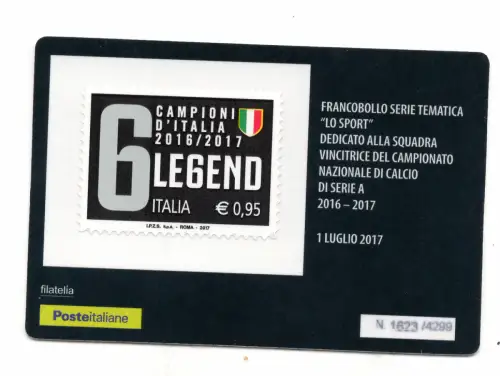 CAMPIONI
D'ITALIA
2016/2017
6
LE6END
ITALIA € 0,95
I.P.Z.S. S.p.A. - ROMA - 2017
FRANCOBOLLO SERIE TEMATICA
"LO SPORT"
DEDICATO ALLA SQUADRA
VINCITRICE DEL CAMPIONATO
NAZIONALE DI CALCIO
DI SERIE A
2016 – 2017
1 LUGLIO 2017
filatelia
Posteitaliane
N. 1623 /4299